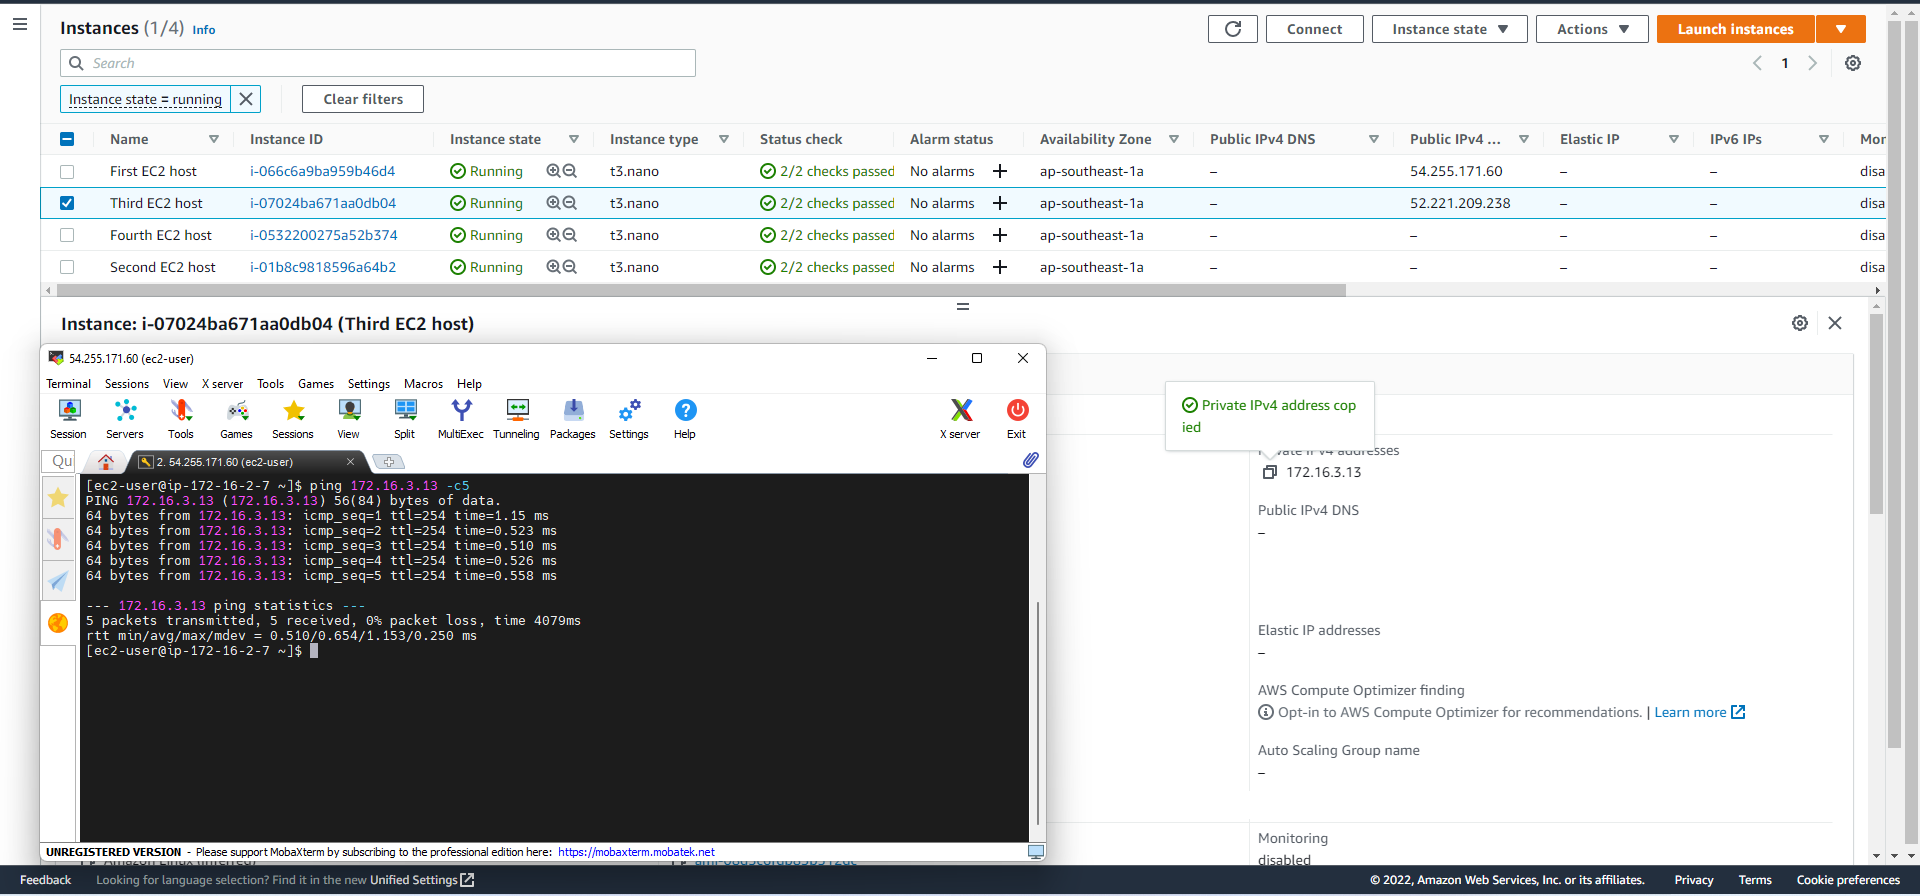 Instances (1/4) Info
Connect
Instance state
Actions
Launch instances
Search
1
Instance state = running
Clear filters
Name Instance ID Instance state Instance type Status check Alarm status Availability Zone Public IPv4 DNS Public IPv4 ... Elastic IP IPv6 IPs Mor
First EC2 host i-066c6a9ba959b46d4 Running t3.nano 2/2 checks passed No alarms + ap-southeast-1a – 54.255.171.60 – – disa
Third EC2 host i-07024ba671aa0db04 Running t3.nano 2/2 checks passed No alarms + ap-southeast-1a – 52.221.209.238 – – disa
Fourth EC2 host i-0532200275a52b374 Running t3.nano 2/2 checks passed No alarms + ap-southeast-1a – – – – disa
Second EC2 host i-01b8c9818596a64b2 Running t3.nano 2/2 checks passed No alarms + ap-southeast-1a – – – – disa
Instance: i-07024ba671aa0db04 (Third EC2 host)
54.255.171.60 (ec2-user)
Terminal Sessions View X server Tools Games Settings Macros Help
Session Servers Tools Games Sessions View Split MultiExec Tunneling Packages Settings Help X server Exit
Qu
2. 54.255.171.60 (ec2-user)
[ec2-user@ip-172-16-2-7 ~]$ ping 172.16.3.13 -c5
PING 172.16.3.13 (172.16.3.13) 56(84) bytes of data.
64 bytes from 172.16.3.13: icmp_seq=1 ttl=254 time=1.15 ms
64 bytes from 172.16.3.13: icmp_seq=2 ttl=254 time=0.523 ms
64 bytes from 172.16.3.13: icmp_seq=3 ttl=254 time=0.510 ms
64 bytes from 172.16.3.13: icmp_seq=4 ttl=254 time=0.526 ms
64 bytes from 172.16.3.13: icmp_seq=5 ttl=254 time=0.558 ms
--- 172.16.3.13 ping statistics ---
5 packets transmitted, 5 received, 0% packet loss, time 4079ms
rtt min/avg/max/mdev = 0.510/0.654/1.153/0.250 ms
[ec2-user@ip-172-16-2-7 ~]$
UNREGISTERED VERSION - Please support MobaXterm by subscribing to the professional edition here: https://mobaxterm.mobatek.net
Private IPv4 address cop
ied
Private IPv4 addresses
172.16.3.13
Public IPv4 DNS
–
Elastic IP addresses
–
AWS Compute Optimizer finding
Opt-in to AWS Compute Optimizer for recommendations. | Learn more
Auto Scaling Group name
–
Monitoring
disabled
Feedback Looking for language selection? Find it in the new Unified Settings
© 2022, Amazon Web Services, Inc. or its affiliates. Privacy Terms Cookie preferences